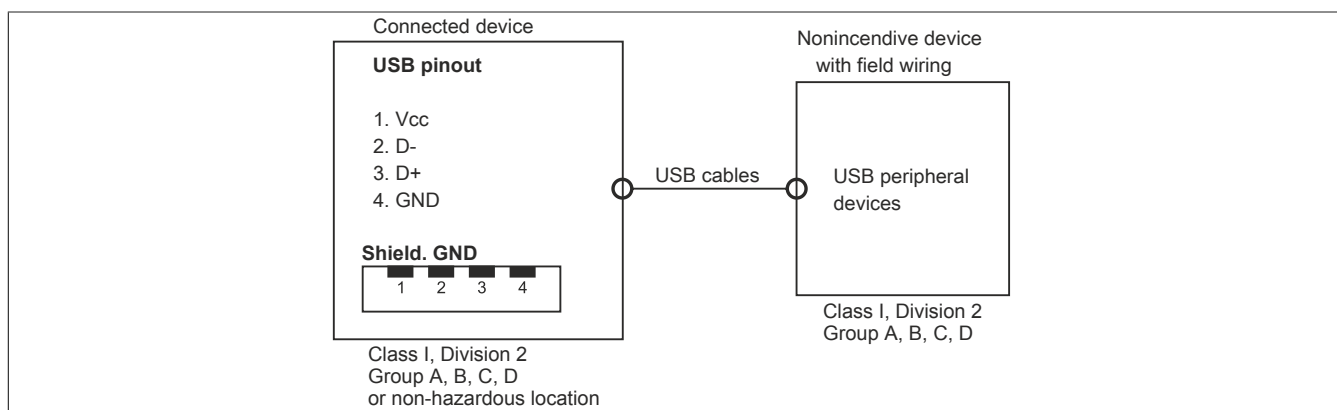 Connected device
USB pinout
1. Vcc
2. D-
3. D+
4. GND
Shield. GND
1 2 3 4
Class I, Division 2
Group A, B, C, D
or non-hazardous location
USB cables
Nonincendive device
with field wiring
USB peripheral
devices
Class I, Division 2
Group A, B, C, D